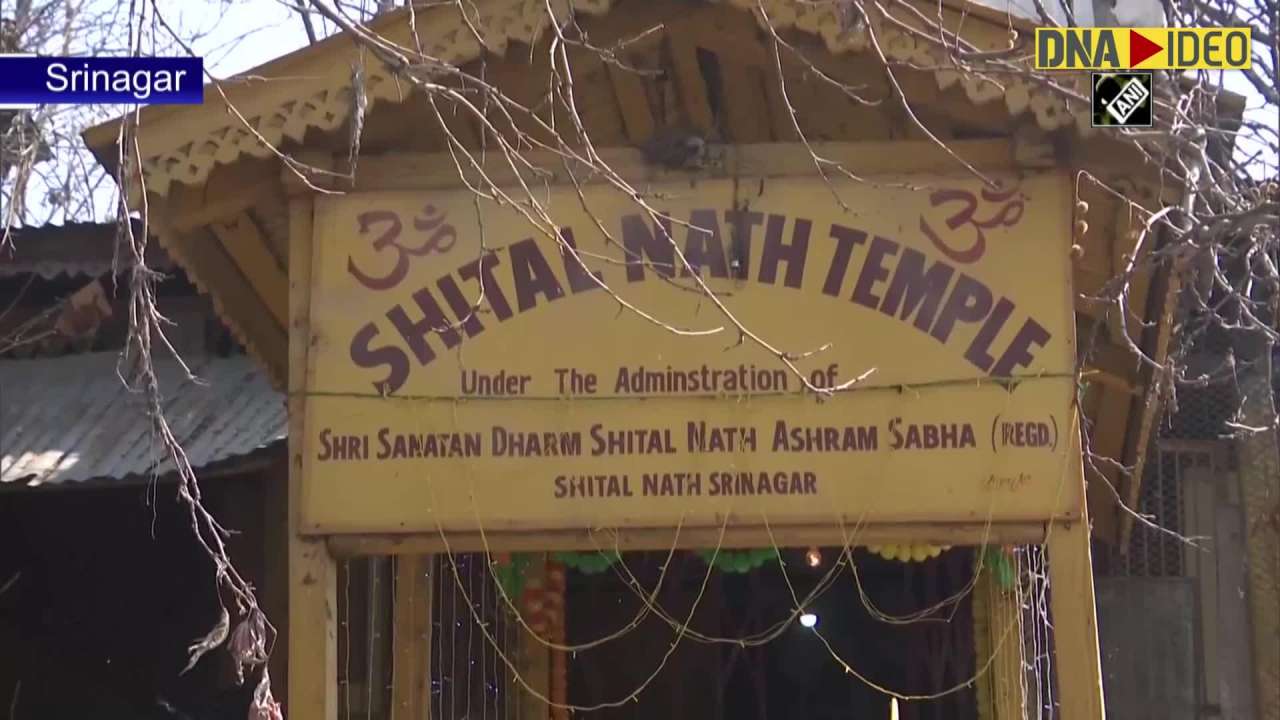 DNA VIDEO
ANI
Srinagar
ॐ ॐ
SHITAL NATH TEMPLE
Under The Adminstration of
SHRI SANATAN DHARM SHITAL NATH ASHRAM SABHA (REGD.)
SHITAL NATH SRINAGAR